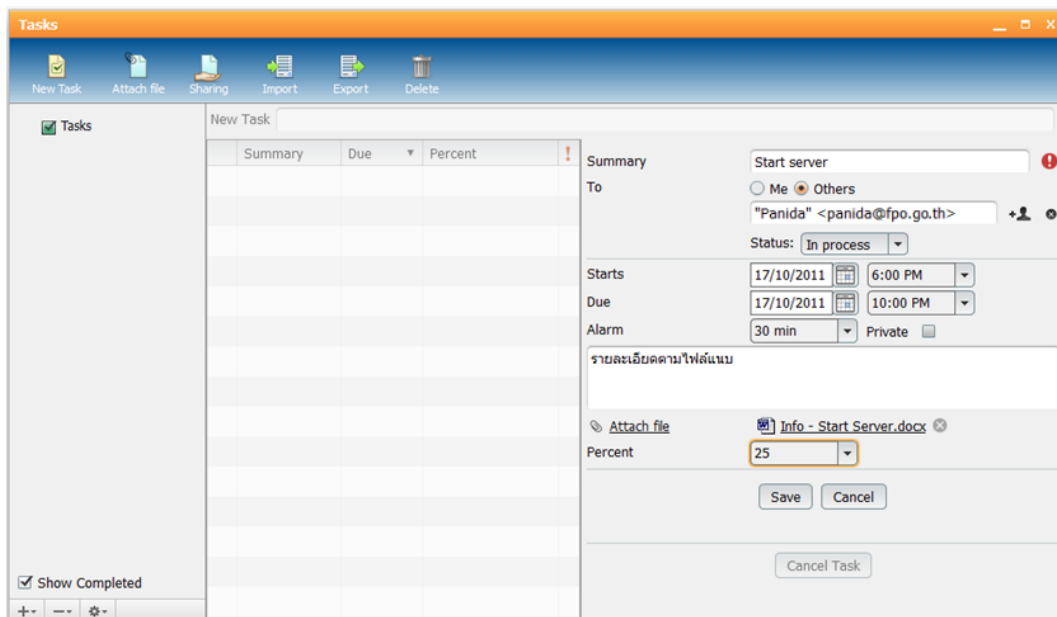 Tasks
New Task
Attach file
Sharing
Import
Export
Delete
Tasks
New Task
Summary
Due
Percent
!
Summary
Start server
To
Me
Others
"Panida" <panida@fpo.go.th>
Status:
In process
Starts
17/10/2011
6:00 PM
Due
17/10/2011
10:00 PM
Alarm
30 min
Private
รายละเอียดตามไฟล์แนบ
Attach file
Info - Start Server.docx
Percent
25
Save
Cancel
Cancel Task
Show Completed